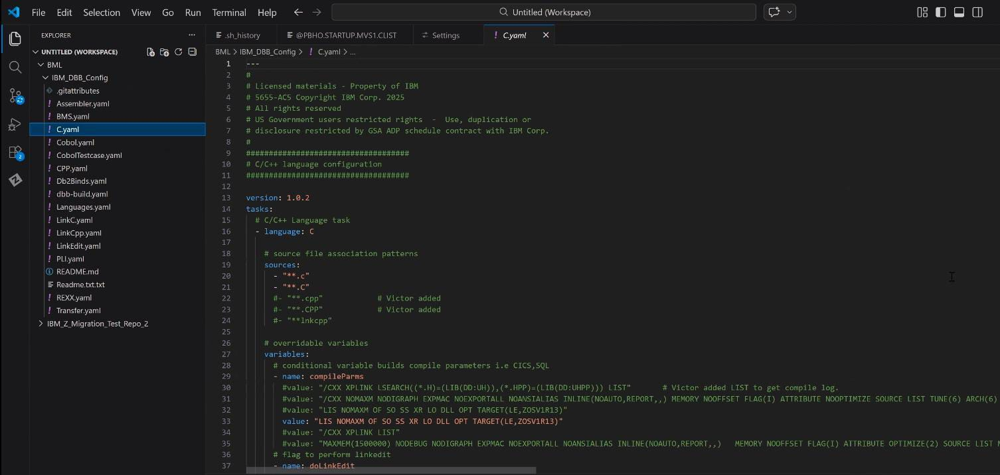 File Edit Selection View Go Run Terminal Help
Untitled (Workspace)
EXPLORER
UNTITLED (WORKSPACE)
BML
IBM_DBB_Config
.gitattributes
Assembler.yaml
BMS.yaml
C.yaml
Cobol.yaml
CobolTestcase.yaml
CPP.yaml
Db2Binds.yaml
dbb-build.yaml
Languages.yaml
LinkC.yaml
LinkCpp.yaml
LinkEdit.yaml
PLI.yaml
README.md
Readme.txt.txt
REXX.yaml
Transfer.yaml
IBM_Z_Migration_Test_Repo_2
2
.sh_history @PBHO.STARTUP.MVS1.CLIST Settings C.yaml
BML > IBM_DBB_Config > C.yaml > ...
1 ---
2 #
3 # Licensed materials - Property of IBM
4 # 5655-AC5 Copyright IBM Corp. 2025
5 # All rights reserved
6 # US Government users restricted rights  -  Use, duplication or
7 # disclosure restricted by GSA ADP schedule contract with IBM Corp.
8 #
9 ####################################
10 # C/C++ language configuration
11 ####################################
12
13 version: 1.0.2
14 tasks:
15   # C/C++ Language task
16   - language: C
17
18     # source file association patterns
19     sources:
20       - "**.c"
21       - "**.C"
22       #- "**.cpp"            # Victor added
23       #- "**.CPP"            # Victor added
24       #- "**lnkcpp"
25
26     # overridable variables
27     variables:
28       # conditional variable builds compile parameters i.e CICS,SQL
29       - name: compileParms
30         #value: "/CXX XPLINK LSEARCH((*.H)=(LIB(DD:UH)),(*.HPP)=(LIB(DD:UHPP))) LIST"       # Victor added LIST to get compile log.
31         #value: "/CXX NOMAXM NODIGRAPH EXPMAC NOEXPORTALL NOANSIALIAS INLINE(NOAUTO,REPORT,,) MEMORY NOOFFSET FLAG(I) ATTRIBUTE NOOPTIMIZE SOURCE LIST TUNE(6) ARCH(6)
32         #value: "LIS NOMAXM OF SO SS XR LO DLL OPT TARGET(LE,ZOSV1R13)"
33         value: "LIS NOMAXM OF SO SS XR LO DLL OPT TARGET(LE,ZOSV1R13)"
34         #value: "/CXX XPLINK LIST"
35         #value: "MAXMEM(1500000) NODEBUG NODIGRAPH EXPMAC NOEXPORTALL NOANSIALIAS INLINE(NOAUTO,REPORT,,)   MEMORY NOOFFSET FLAG(I) ATTRIBUTE OPTIMIZE(2) SOURCE LIST
36       # flag to perform linkedit
37       - name: doLinkEdit